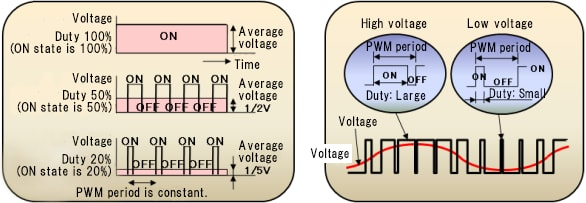 Voltage
Duty 100%
(ON state is 100%)
ON
Average
voltage
Time
Voltage
Duty 50%
(ON state is 50%)
ON ON ON ON
OFF OFF OFF OFF
Average
voltage
1/2V
Voltage
Duty 20%
(ON state is 20%)
ON ON ON ON
OFF OFF OFF OFF
Average
voltage
1/5V
PWM period is constant.
High voltage
PWM period
ON
OFF
Duty: Large
Low voltage
PWM period
ON
OFF
ON
Duty: Small
Voltage
Voltage